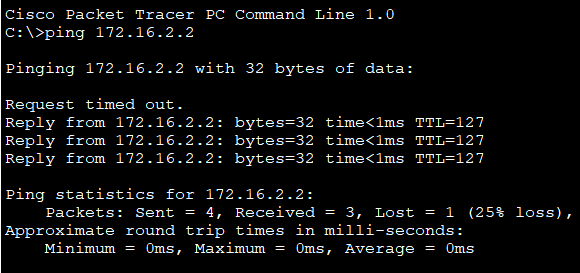 Cisco Packet Tracer PC Command Line 1.0
C:\>ping 172.16.2.2
Pinging 172.16.2.2 with 32 bytes of data:
Request timed out.
Reply from 172.16.2.2: bytes=32 time<1ms TTL=127
Reply from 172.16.2.2: bytes=32 time<1ms TTL=127
Reply from 172.16.2.2: bytes=32 time<1ms TTL=127
Ping statistics for 172.16.2.2:
Packets: Sent = 4, Received = 3, Lost = 1 (25% loss),
Approximate round trip times in milli-seconds:
Minimum = 0ms, Maximum = 0ms, Average = 0ms